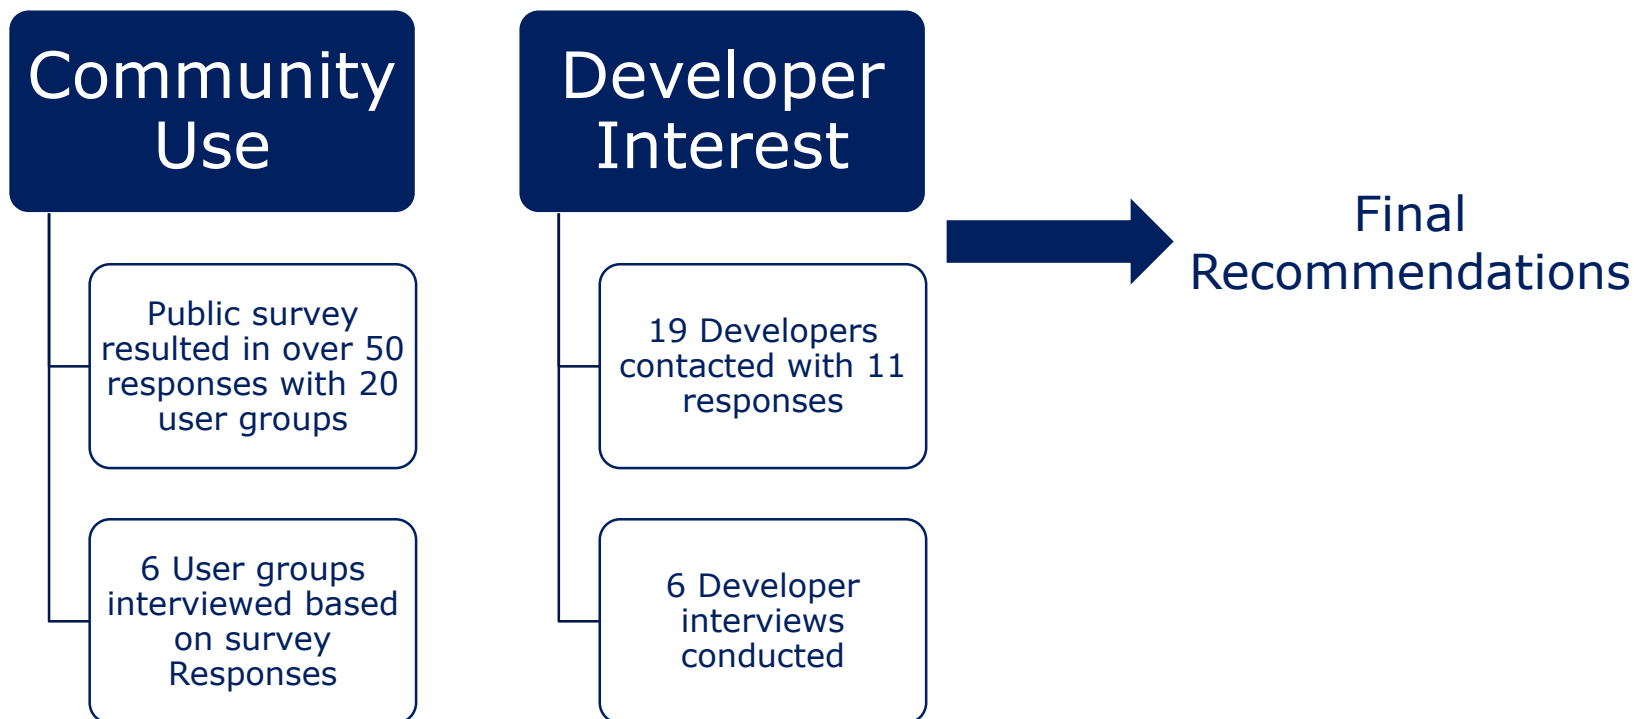 Community
Use
Public survey
resulted in over 50
responses with 20
user groups
6 User groups
interviewed based
on survey
Responses
Developer
Interest
19 Developers
contacted with 11
responses
6 Developer
interviews
conducted
Final
Recommendations